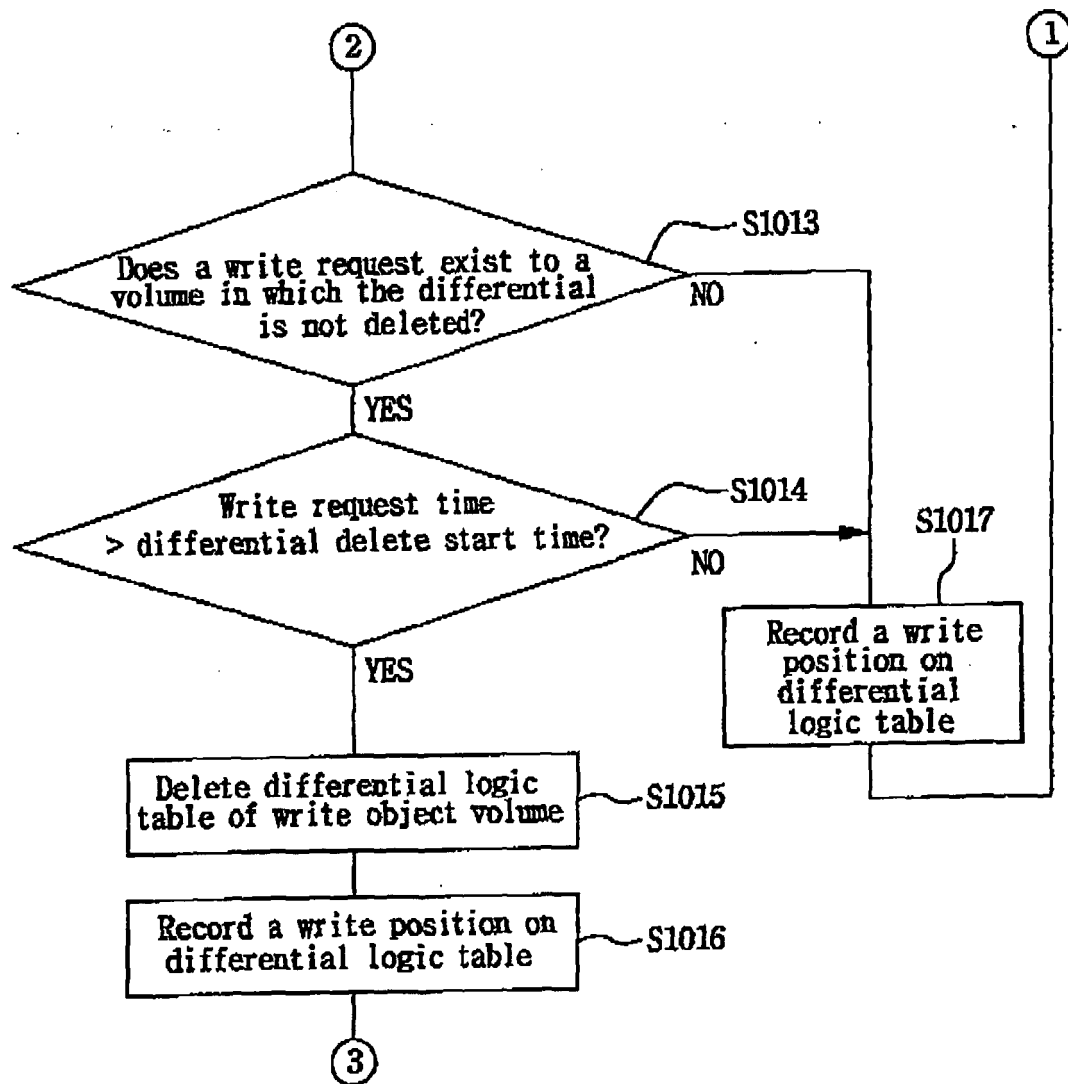 2
1
S1013
Does a write request exist to a
volume in which the differential
is not deleted?
NO
YES
S1014
Write request time
> differential delete start time?
NO
S1017
Record a write
position on
differential
logic table
YES
Delete differential logic
table of write object volume
S1015
Record a write position on
differential logic table
S1016
3